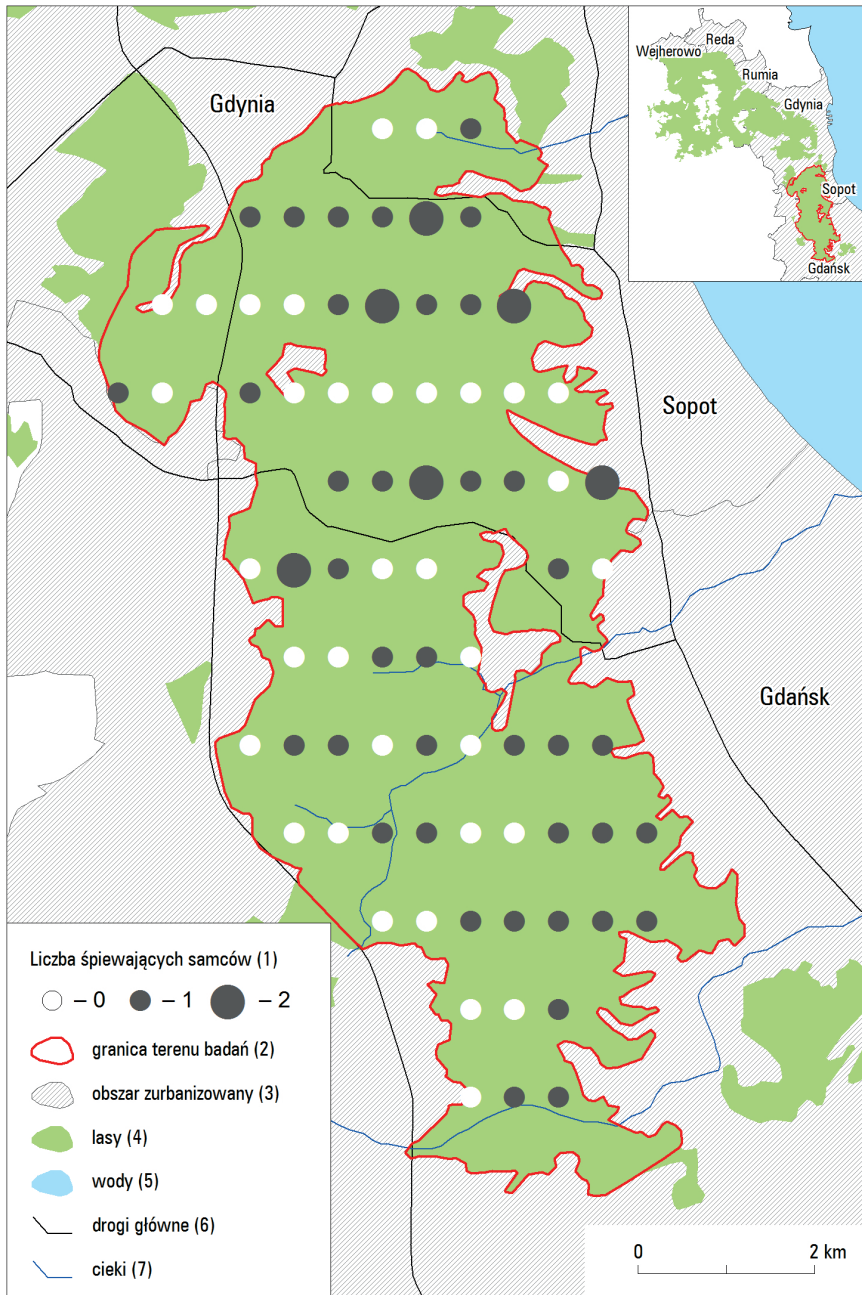 Gdynia
Wejherowo
Reda
Rumia
Gdynia
Sopot
Gdańsk
Sopot
Gdańsk
Liczba śpiewających samców (1)
– 0 – 1 – 2
granica terenu badań (2)
obszar zurbanizowany (3)
lasy (4)
wody (5)
drogi główne (6)
cieki (7)
0 2 km